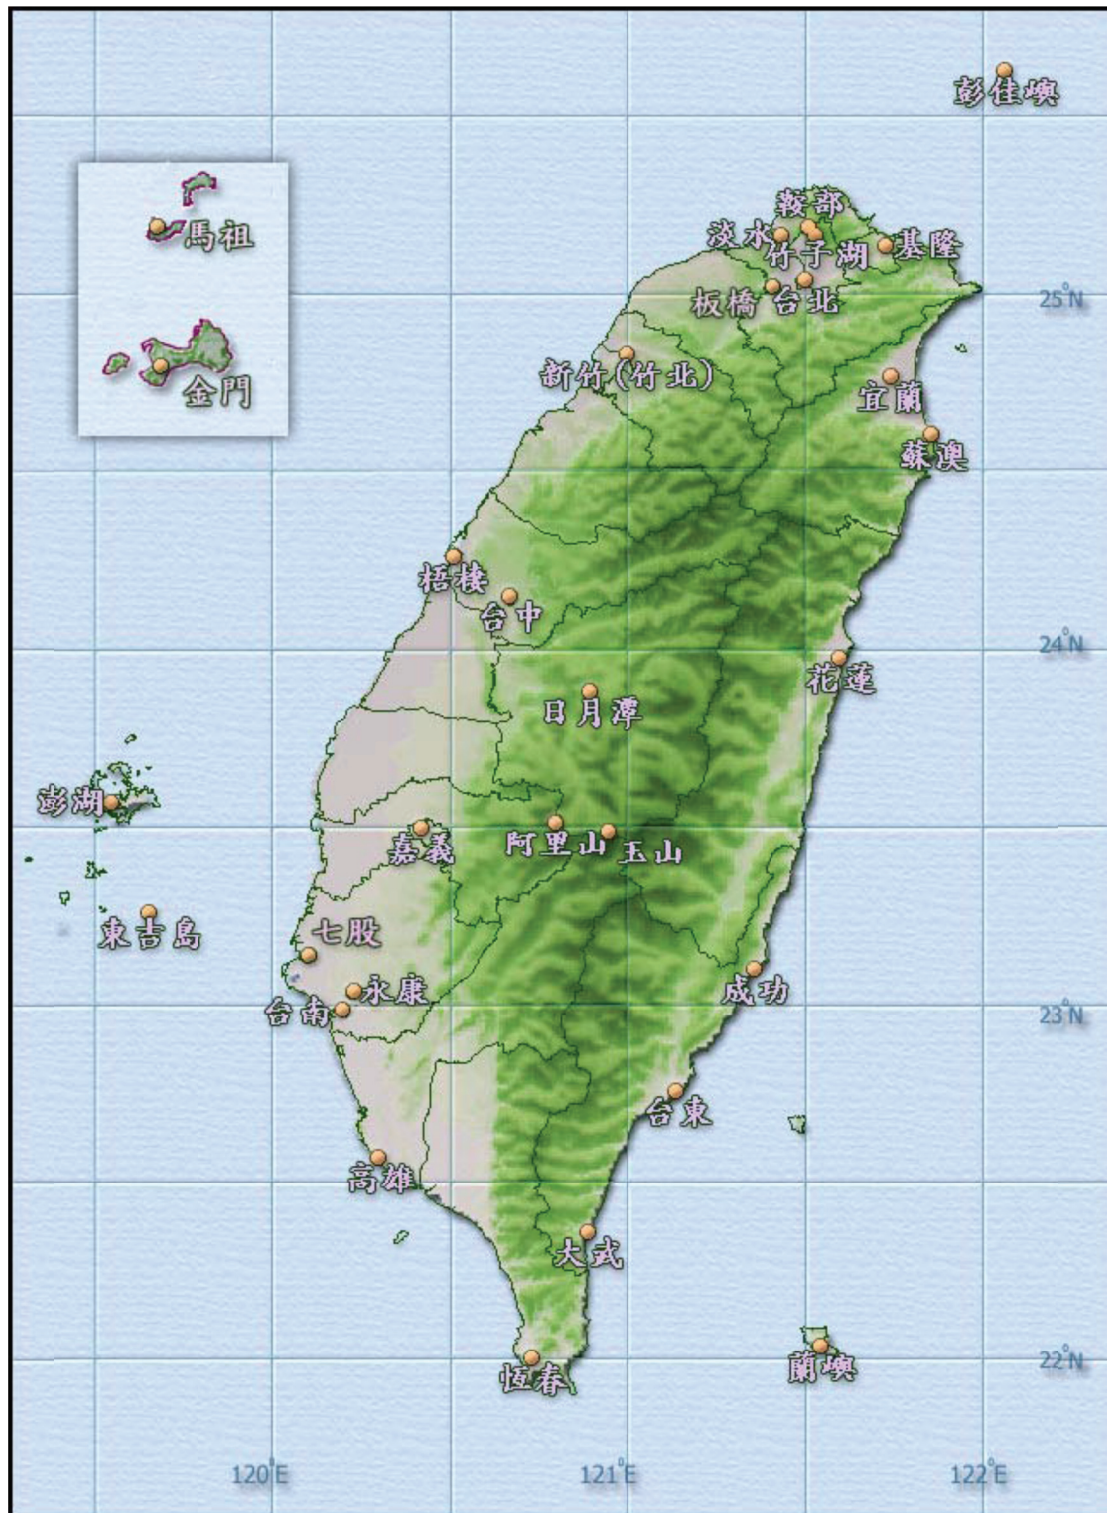 彭佳嶼
鞍部
淡水
竹子湖
基隆
馬祖
板橋
台北
25°N
新竹(竹北)
宜蘭
金門
蘇澳
梧棲
台中
24°N
花蓮
日月潭
澎湖
嘉義
阿里山
玉山
東吉島
七股
永康
成功
台南
23°N
台東
高雄
大武
22°N
蘭嶼
恆春
120°E
121°E
122°E